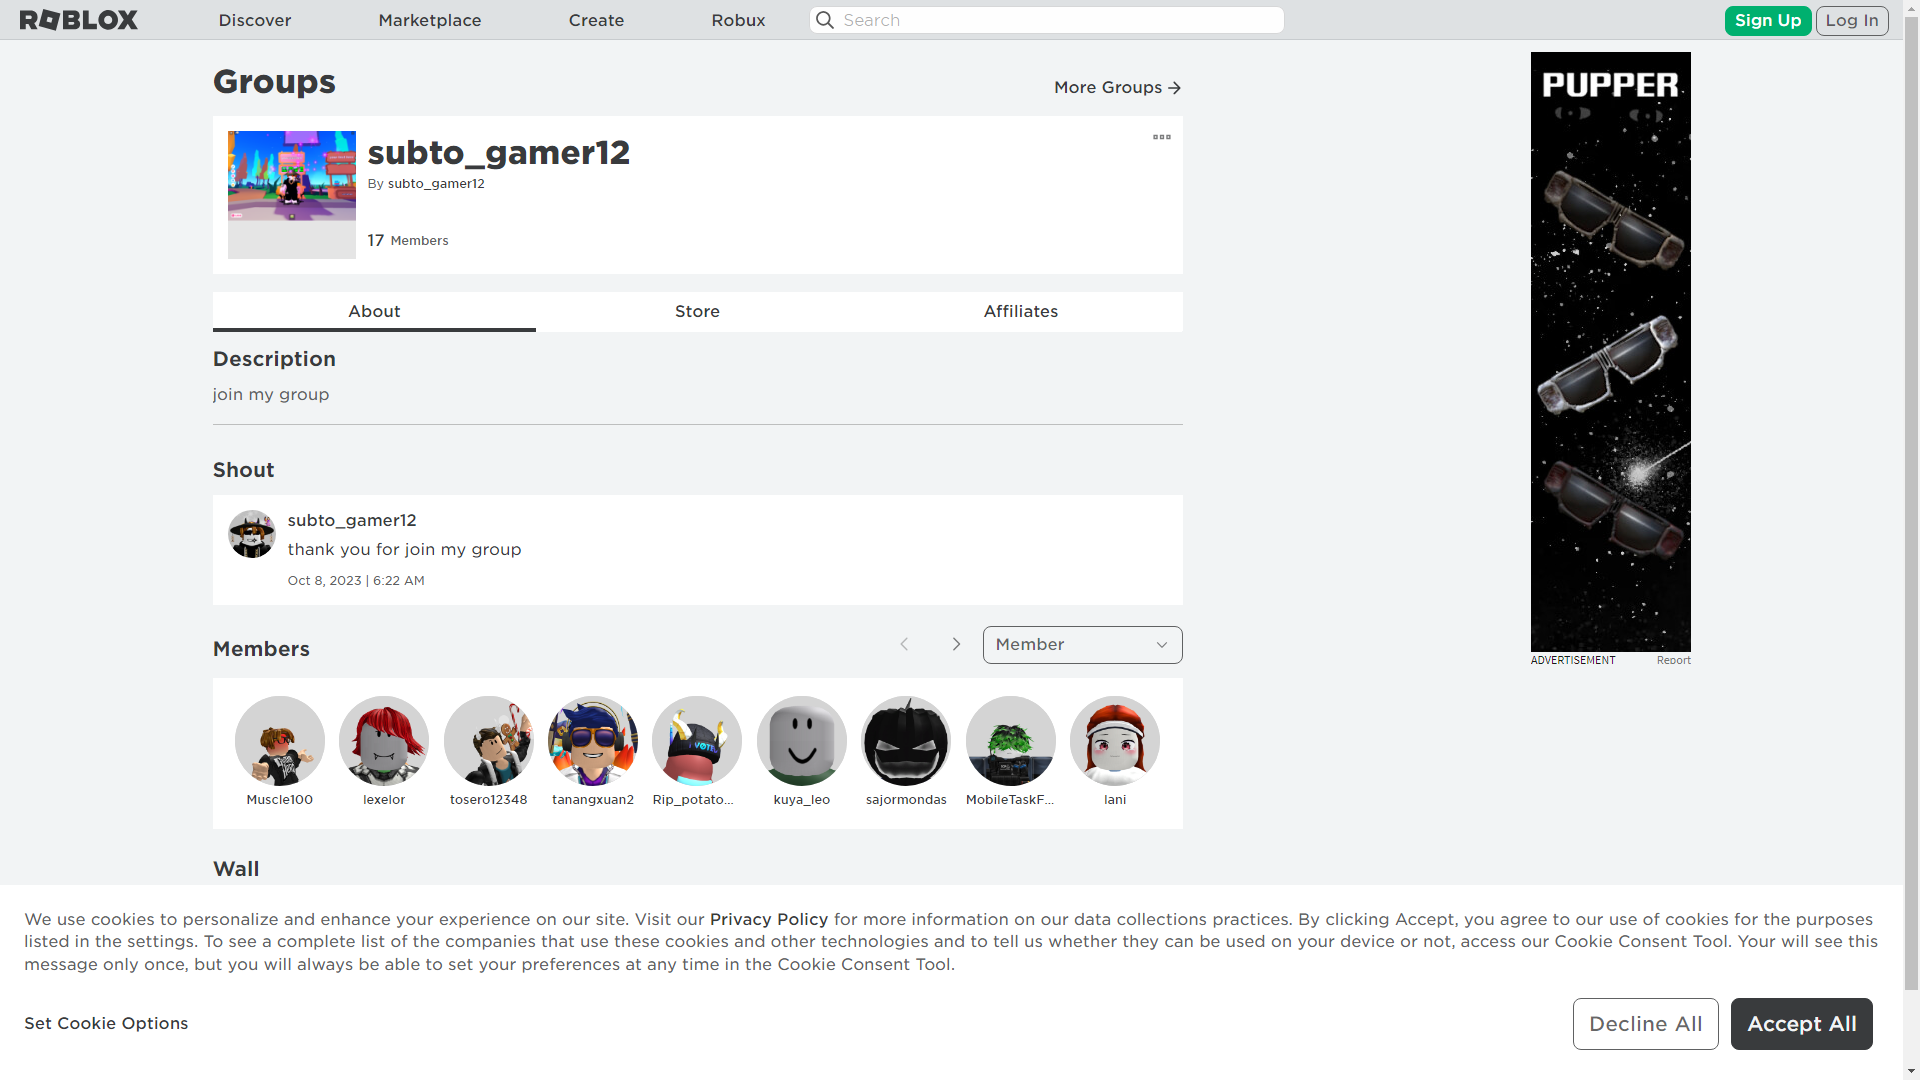 ROBLOX
Discover
Marketplace
Create
Robux
Search
Sign Up
Log In
Groups
More Groups
subto_gamer12
By subto_gamer12
17 Members
About
Store
Affiliates
Description
join my group
Shout
subto_gamer12
thank you for join my group
Oct 8, 2023 | 6:22 AM
Members
Member
Muscle100
lexelor
tosero12348
tanangxuan2
Rip_potato...
kuya_leo
sajormondas
MobileTaskF...
lani
Wall
PUPPER
ADVERTISEMENT
Report
We use cookies to personalize and enhance your experience on our site. Visit our Privacy Policy for more information on our data collections practices. By clicking Accept, you agree to our use of cookies for the purposes
listed in the settings. To see a complete list of the companies that use these cookies and other technologies and to tell us whether they can be used on your device or not, access our Cookie Consent Tool. Your will see this
message only once, but you will always be able to set your preferences at any time in the Cookie Consent Tool.
Set Cookie Options
Decline All
Accept All